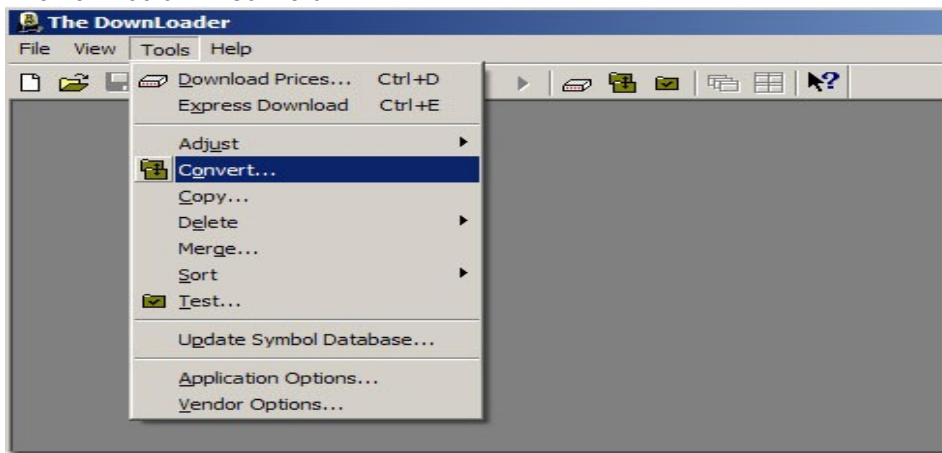 The DownLoader
File View Tools Help
Download Prices... Ctrl+D
Express Download Ctrl+E
Adjust
Convert...
Copy...
Delete
Merge...
Sort
Test...
Update Symbol Database...
Application Options...
Vendor Options...